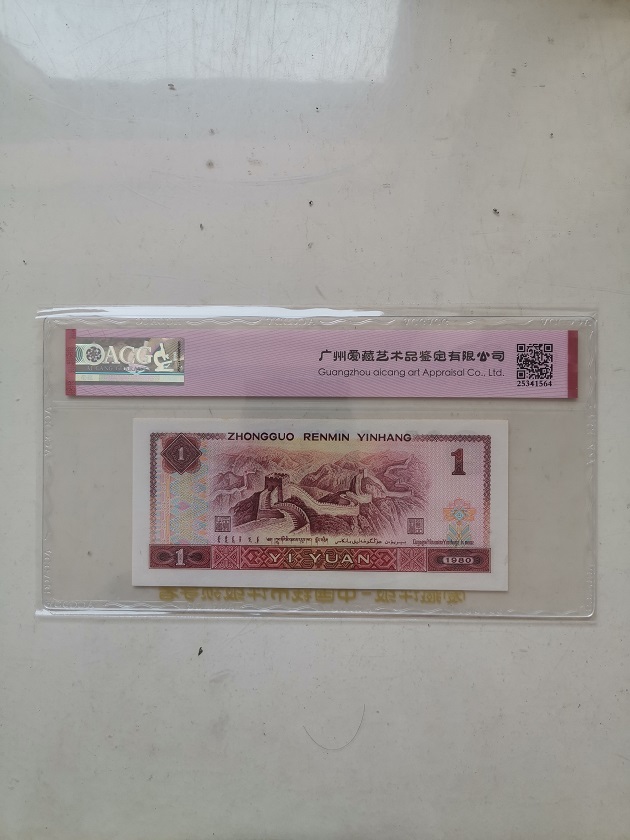 ACG
广州爱藏艺术品鉴定有限公司
Guangzhou aicang art Appraisal Co., Ltd.
25341564
ZHONGGUO RENMIN YINHANG
1
1
1
YI YUAN
1980